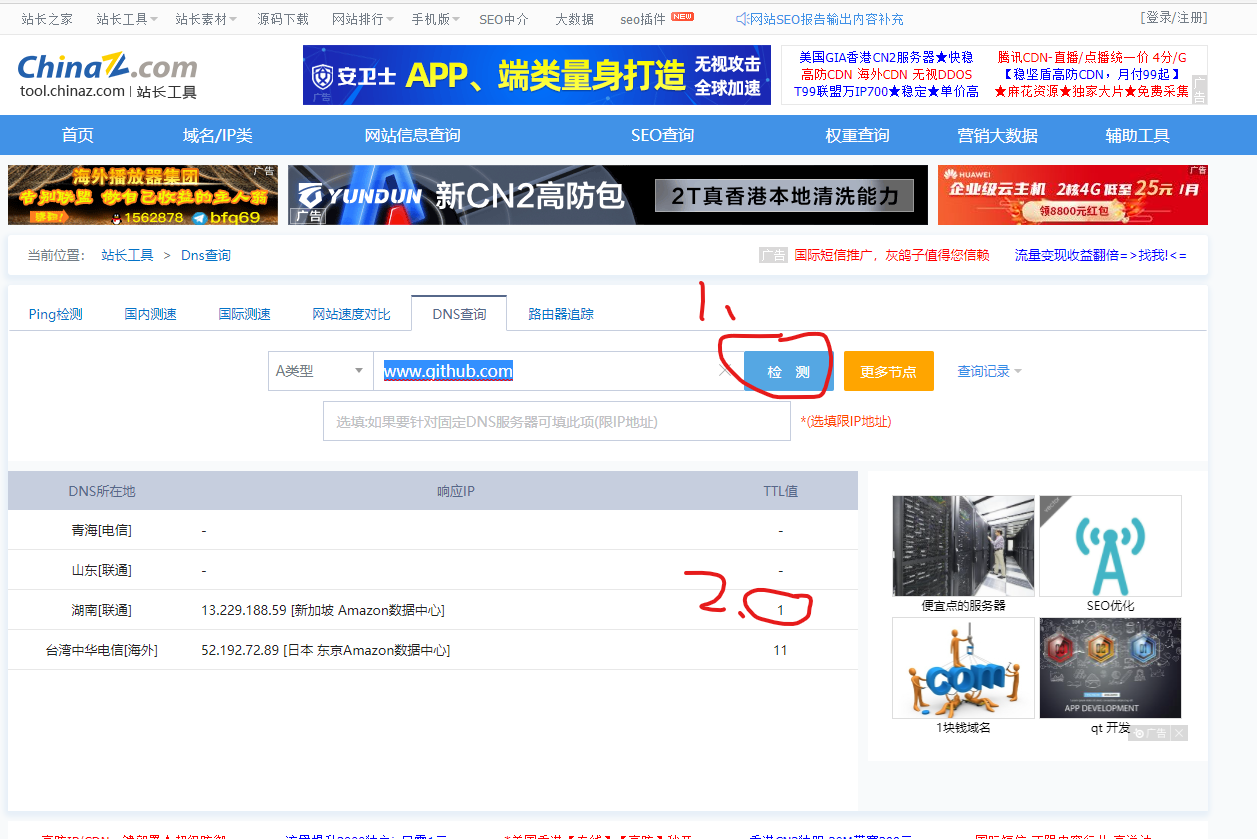 站长之家 站长工具 站长素材 源码下载 网站排行 手机版 SEO中介 大数据 seo插件 NEW 网站SEO报告输出内容补充 [登录/注册]
ChinaZ.com
tool.chinaz.com | 站长工具
安卫士 APP、端类量身打造 无视攻击 全球加速
广告
美国GIA香港CN2服务器★快稳 腾讯CDN-直播/点播统一价 4分/G
高防CDN 海外CDN 无视DDOS 【稳坚盾高防CDN，月付99起】
T99联盟万IP700★稳定★单价高 ★麻花资源★独家大片★免费采集
广告
首页 域名/IP类 网站信息查询 SEO查询 权重查询 营销大数据 辅助工具
海外播放器集团 广告
告别联盟 做自己收益的主人翁
1562878 bfq69
YUNDUN 新CN2高防包 2T真香港本地清洗能力
广告
HUAWEI 广告
企业级云主机 2核4G 低至25元/月
领8800元红包
当前位置： 站长工具 > Dns查询 广告 国际短信推广，灰鸽子值得您信赖 流量变现收益翻倍=>找我!<=
1.
Ping检测 国内测速 国际测速 网站速度对比 DNS查询 路由器追踪
A类型 www.github.com 检 测 更多节点 查询记录
选填:如果要针对固定DNS服务器可填此项(限IP地址) *(选填限IP地址)
DNS所在地 响应IP TTL值
青海[电信] - -
山东[联通] - -
2.
湖南[联通] 13.229.188.59 [新加坡 Amazon数据中心] 1
台湾中华电信[海外] 52.192.72.89 [日本 东京Amazon数据中心] 11
便宜点的服务器 SEO优化
com
APP DEVELOPMENT
1块钱域名 qt 开发
广告